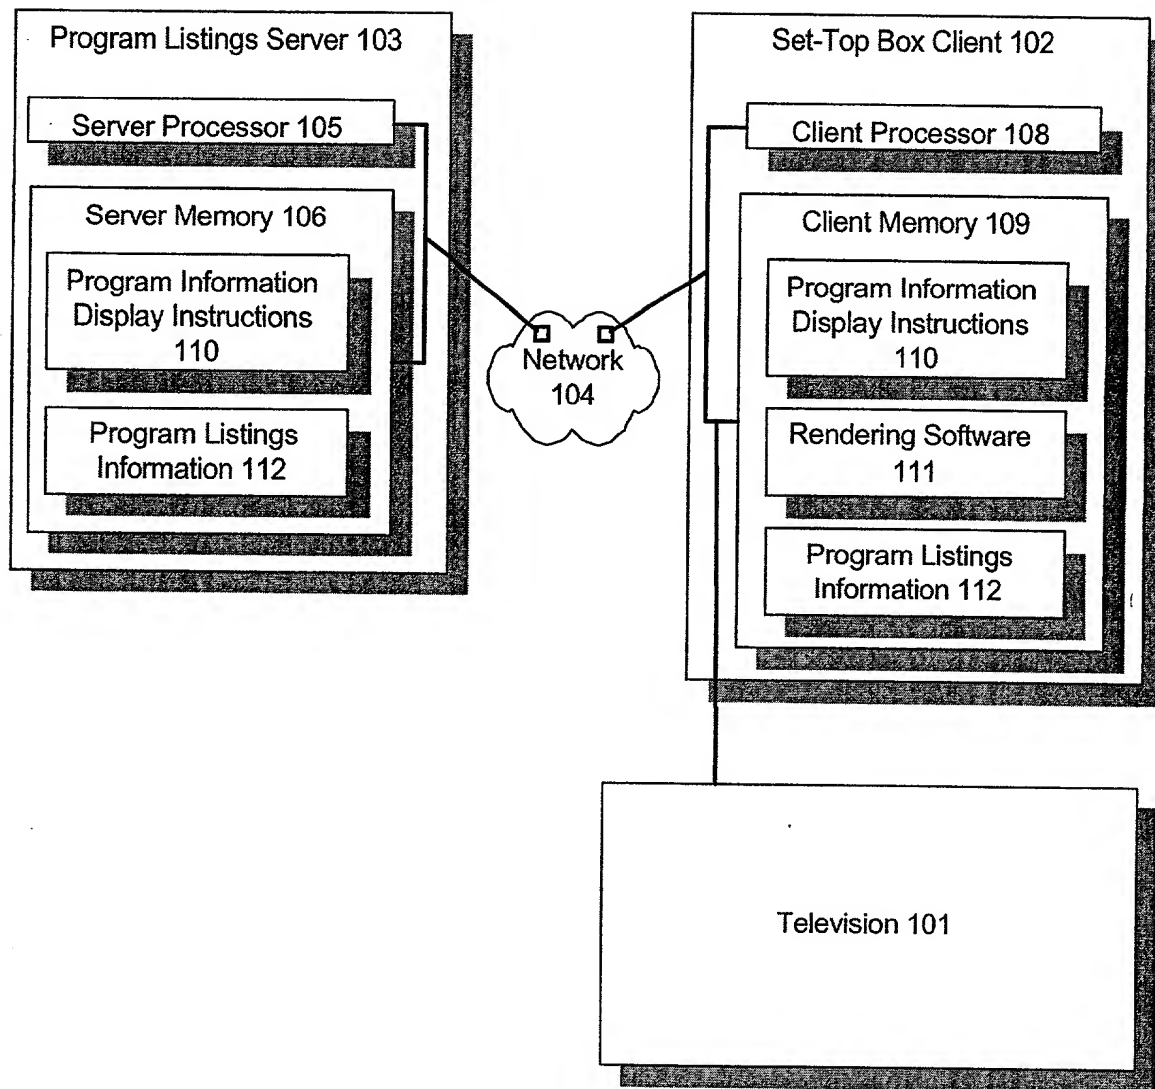 Program Listings Server 103
Server Processor 105
Server Memory 106
Program Information
Display Instructions
110
Program Listings
Information 112
Network
104
Set-Top Box Client 102
Client Processor 108
Client Memory 109
Program Information
Display Instructions
110
Rendering Software
111
Program Listings
Information 112
Television 101